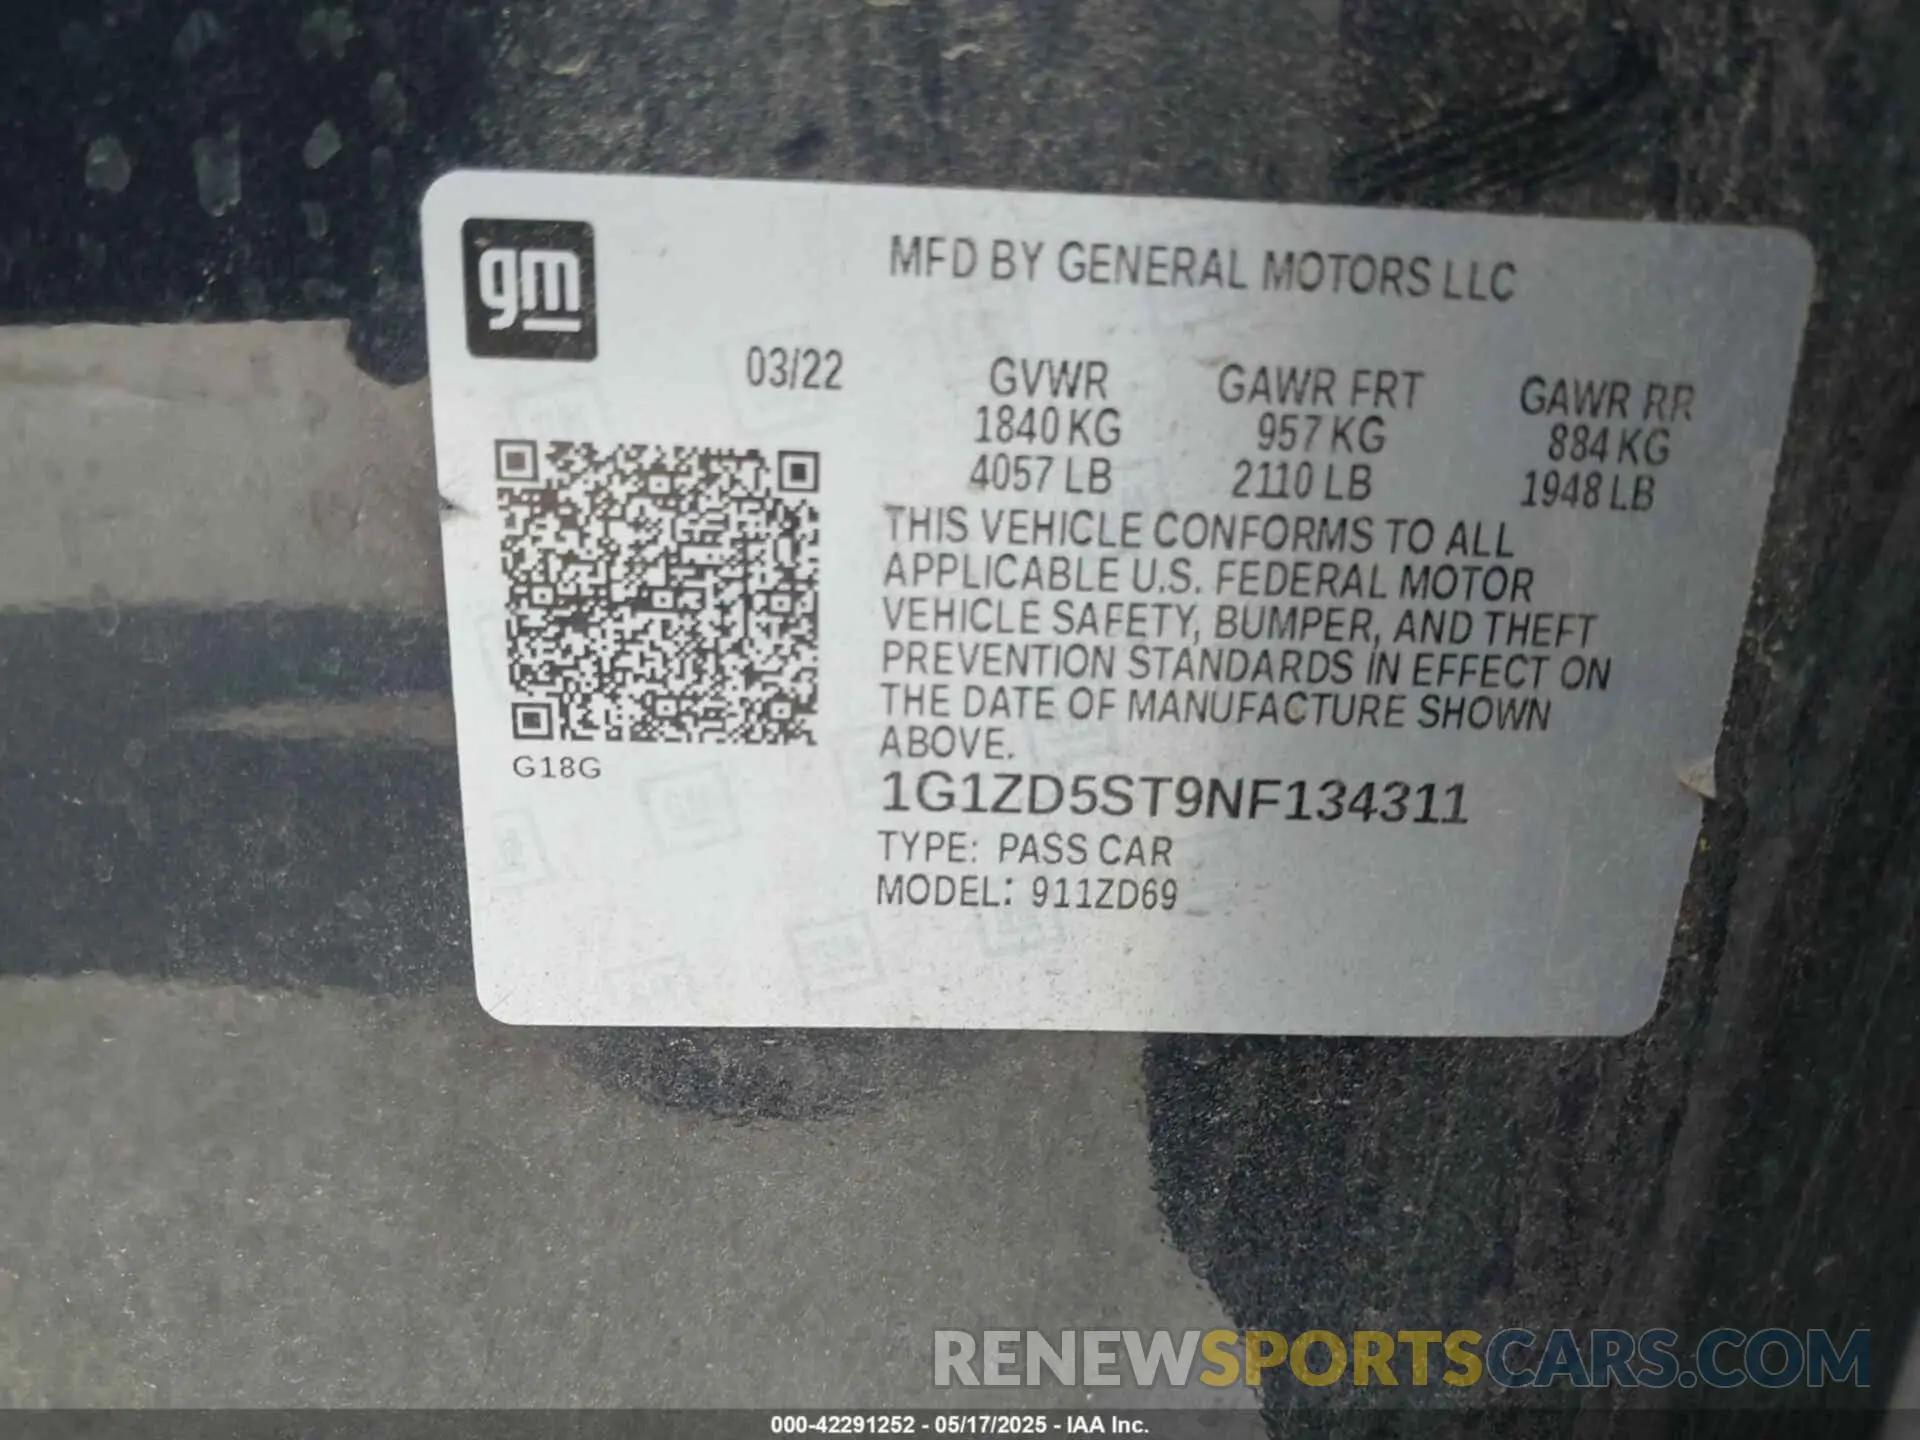 gm
MFD BY GENERAL MOTORS LLC
03/22
GVWR GAWR FRT GAWR RR
1840 KG 957 KG 884 KG
4057 LB 2110 LB 1948 LB
THIS VEHICLE CONFORMS TO ALL
APPLICABLE U.S. FEDERAL MOTOR
VEHICLE SAFETY, BUMPER, AND THEFT
PREVENTION STANDARDS IN EFFECT ON
THE DATE OF MANUFACTURE SHOWN
ABOVE.
G18G
1G1ZD5ST9NF134311
TYPE: PASS CAR
MODEL: 911ZD69
RENEWSPORTSCARS.COM
000-42291252 - 05/17/2025 - IAA Inc.